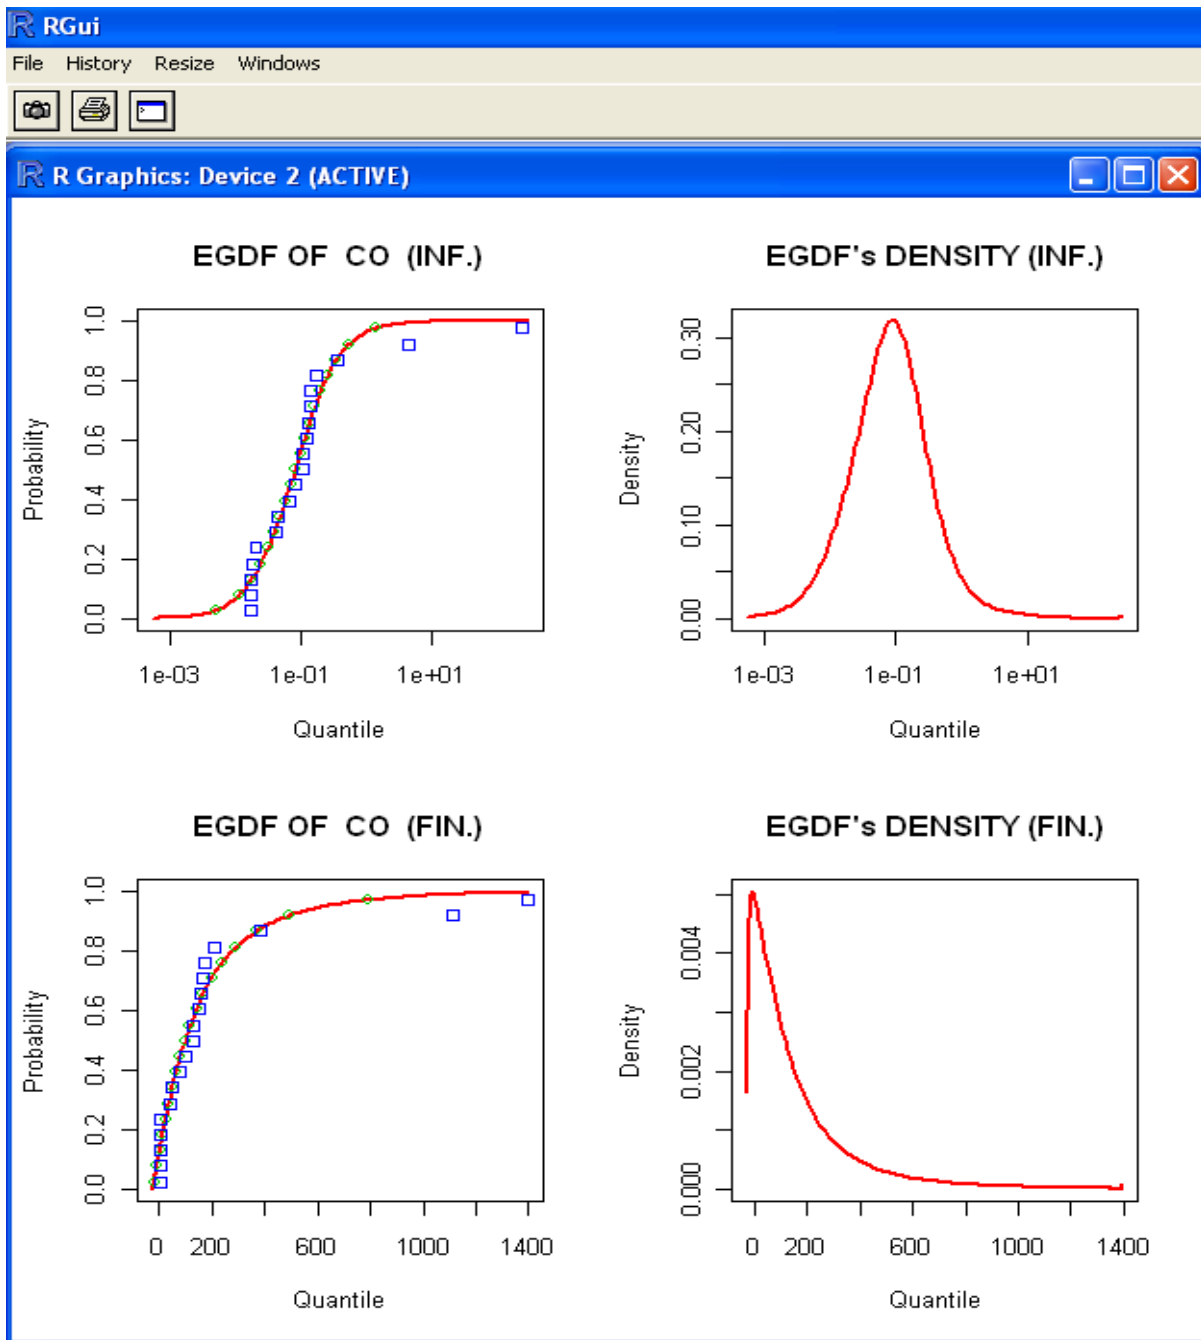 RGui
File History Resize Windows
R Graphics: Device 2 (ACTIVE)
EGDF OF CO (INF.)
Probability
1.0
0.8
0.6
0.4
0.2
0.0
1e-03 1e-01 1e+01
Quantile
EGDF's DENSITY (INF.)
Density
0.30
0.20
0.10
0.00
1e-03 1e-01 1e+01
Quantile
EGDF OF CO (FIN.)
Probability
1.0
0.8
0.6
0.4
0.2
0.0
0 200 600 1000 1400
Quantile
EGDF's DENSITY (FIN.)
Density
0.004
0.002
0.000
0 200 600 1000 1400
Quantile